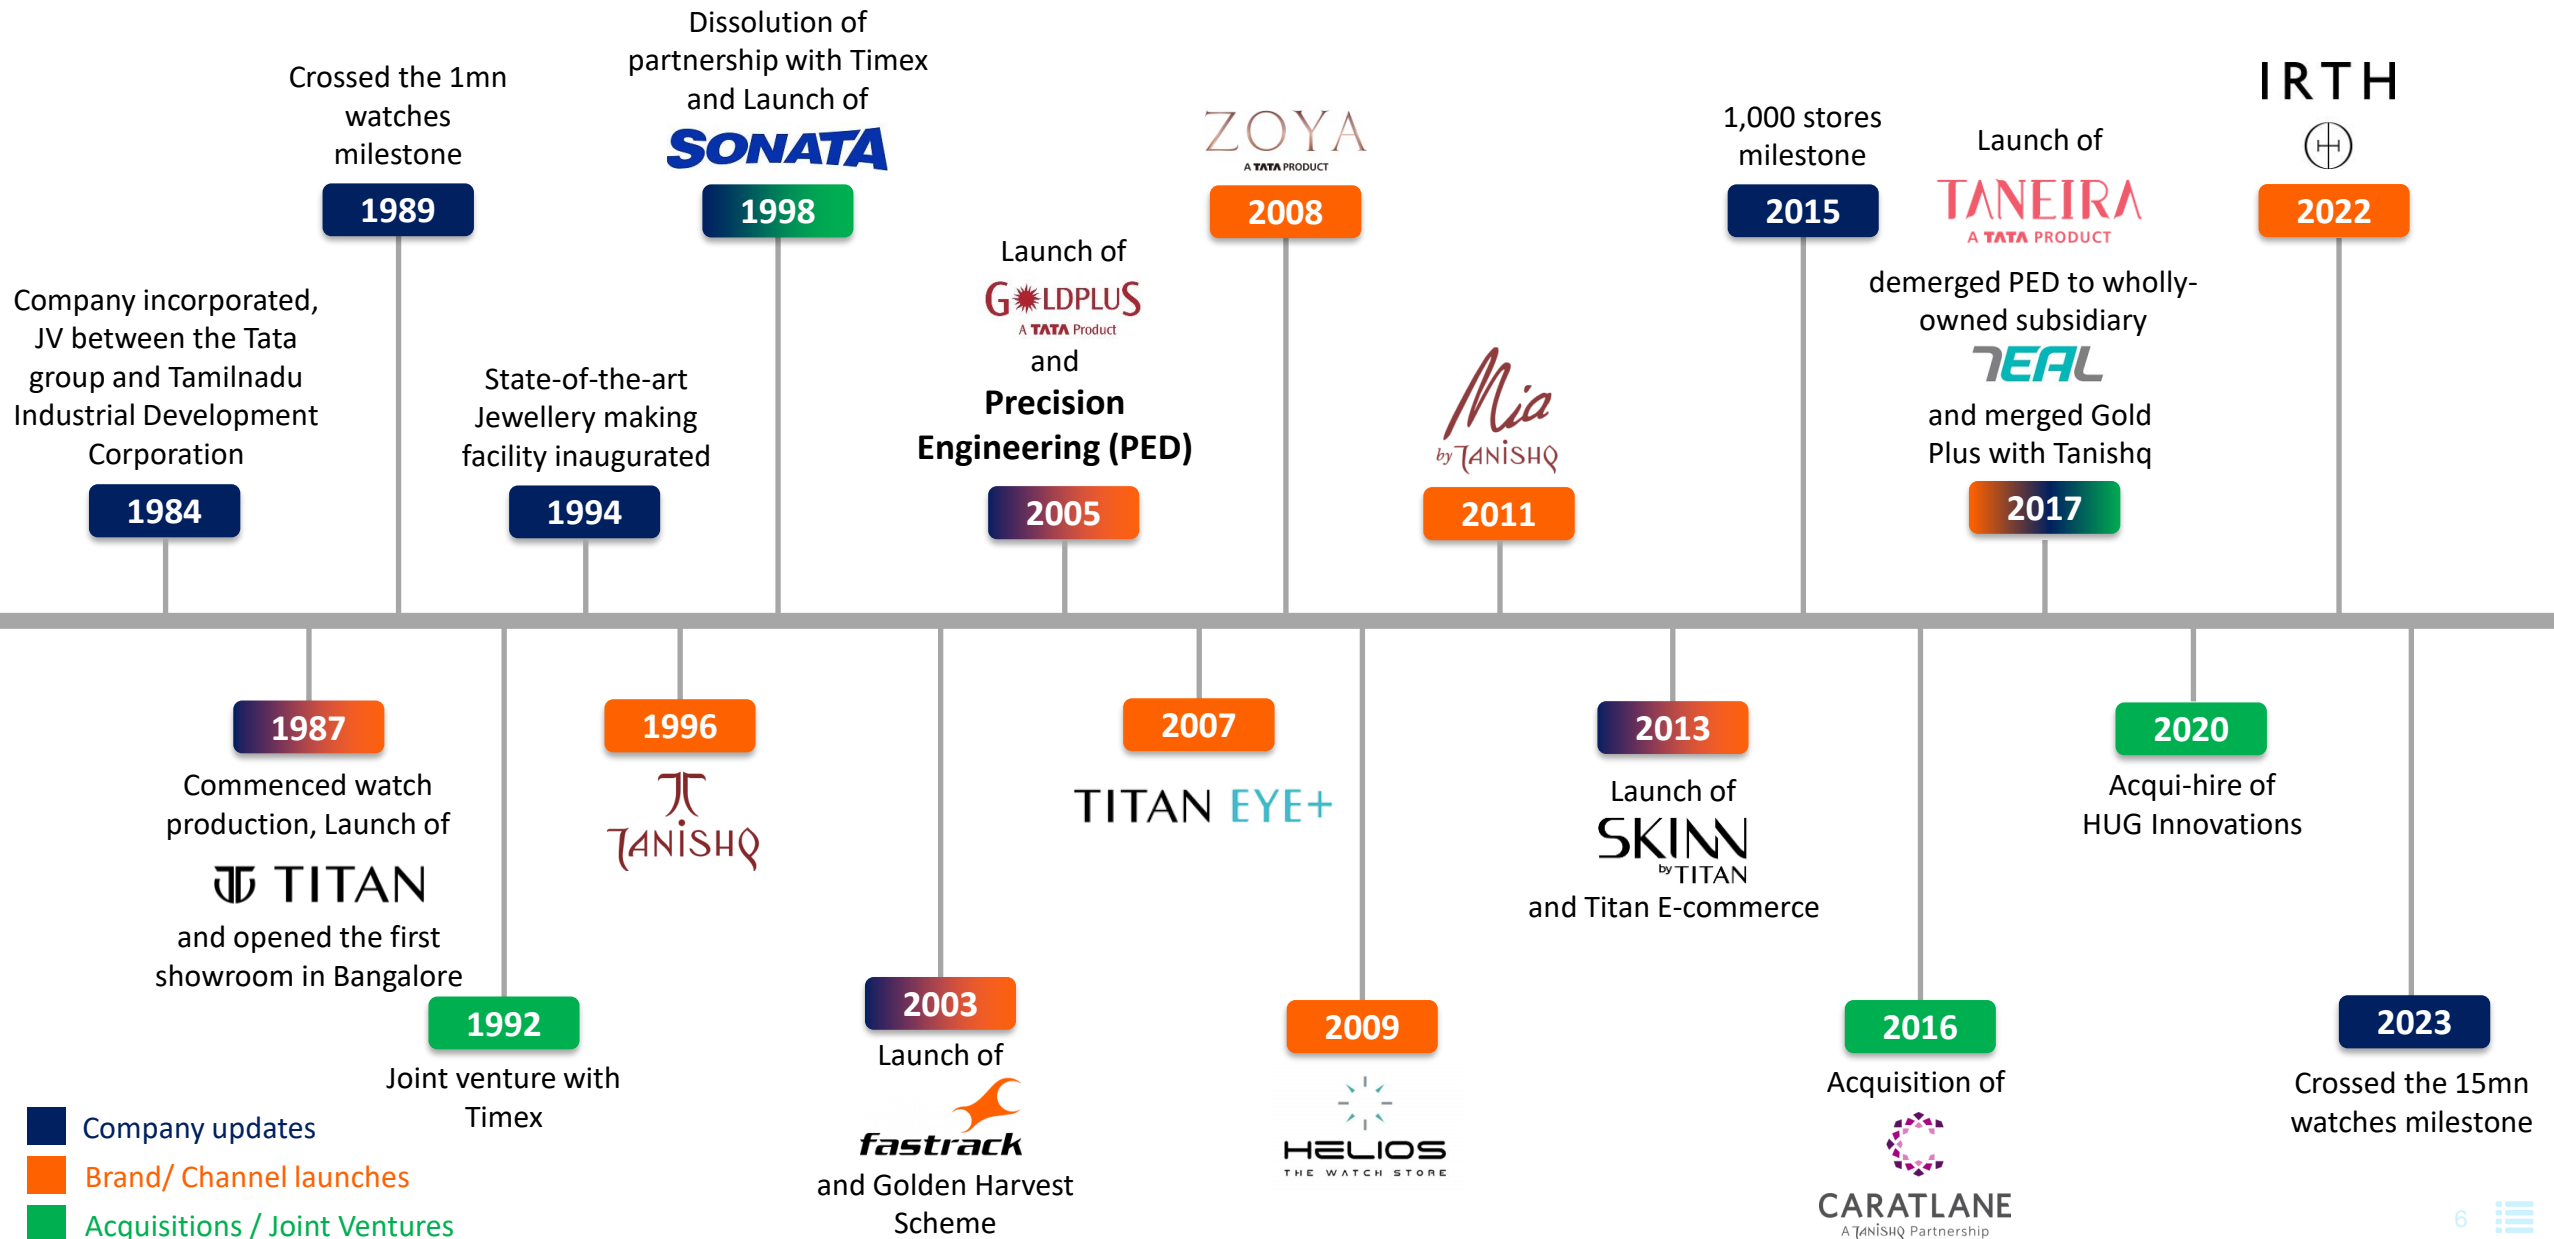 Company incorporated,
JV between the Tata
group and Tamilnadu
Industrial Development
Corporation
1984
Crossed the 1mn
watches
milestone
1989
State-of-the-art
Jewellery making
facility inaugurated
1994
Dissolution of
partnership with Timex
and Launch of
SONATA
1998
Launch of
GOLDPLUS
A TATA Product
and
Precision
Engineering (PED)
2005
ZOYA
A TATA PRODUCT
2008
Mia
by TANISHQ
2011
1,000 stores
milestone
2015
Launch of
TANEIRA
A TATA PRODUCT
demerged PED to wholly-
owned subsidiary
TEAL
and merged Gold
Plus with Tanishq
2017
IRTH
2022
1987
Commenced watch
production, Launch of
TITAN
and opened the first
showroom in Bangalore
1992
Joint venture with
Timex
1996
TANISHQ
2003
Launch of
fastrack
and Golden Harvest
Scheme
2007
TITAN EYE+
2009
HELIOS
THE WATCH STORE
2013
Launch of
SKINN
by TITAN
and Titan E-commerce
2016
Acquisition of
CARATLANE
A TANISHQ Partnership
2020
Acqui-hire of
HUG Innovations
2023
Crossed the 15mn
watches milestone
Company updates
Brand/ Channel launches
Acquisitions / Joint Ventures
6